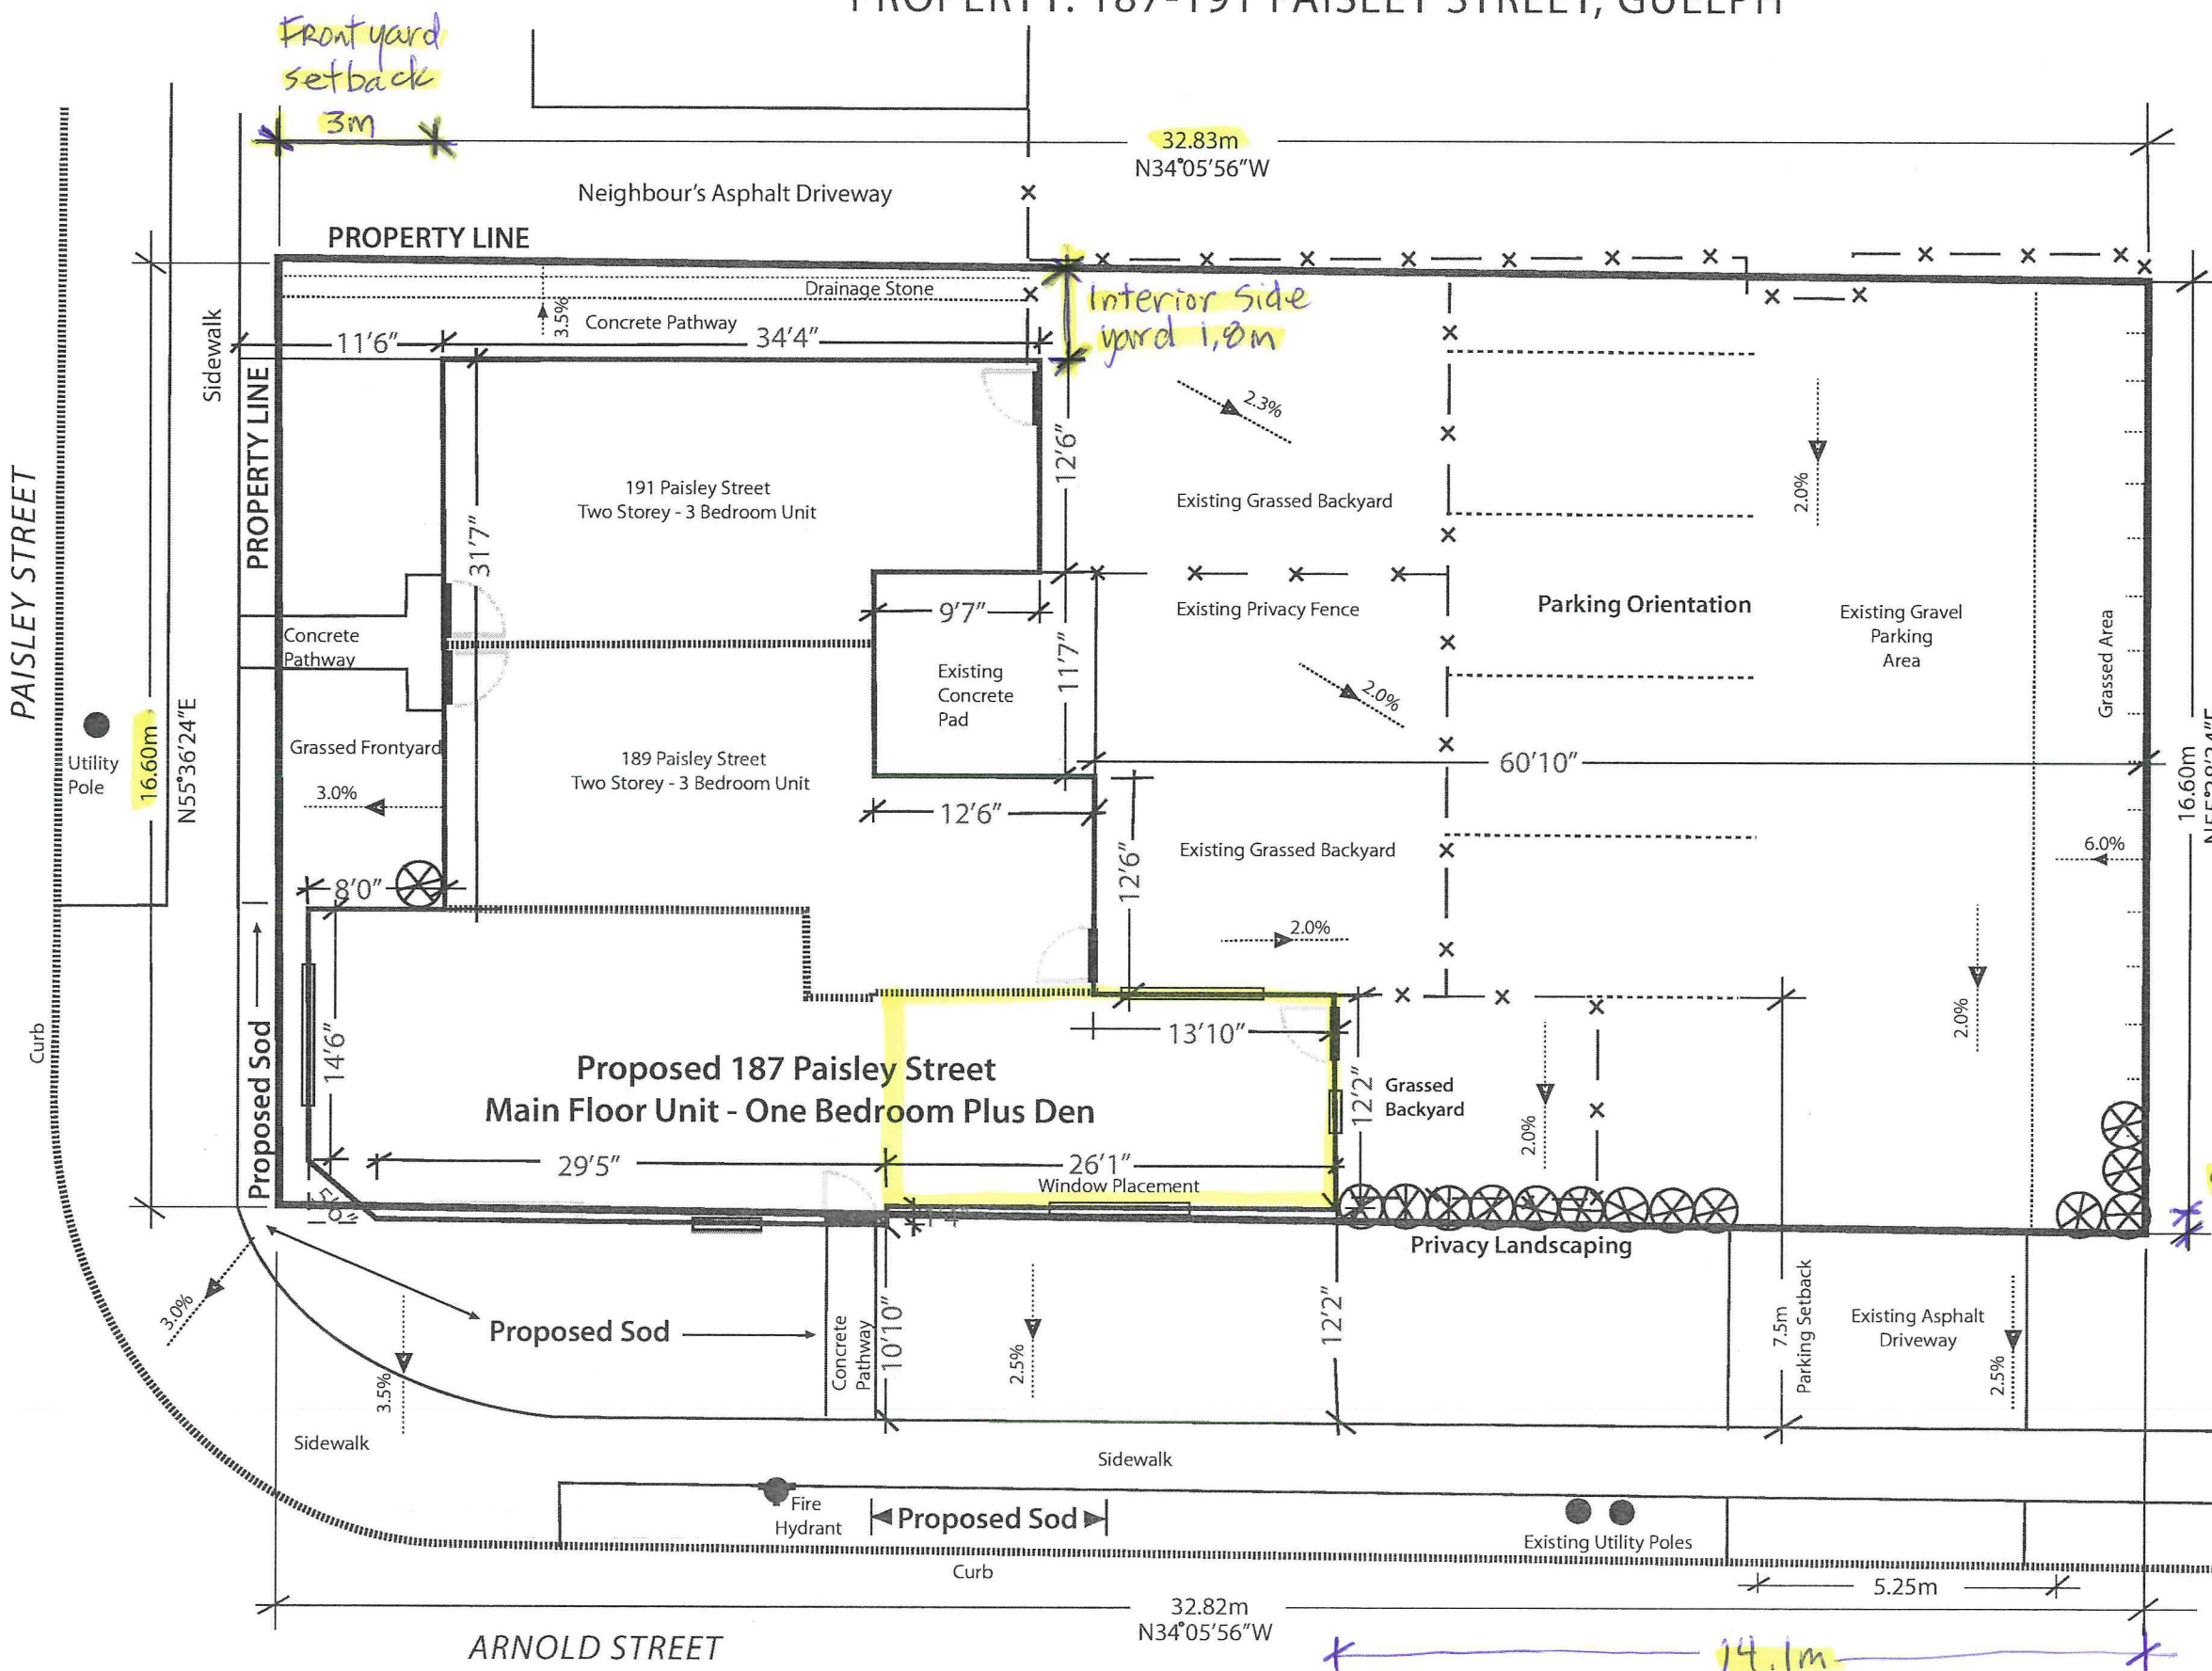 PROPERTY: 187-191 PAISLEY STREET, GUELPH
Front yard
setback
3m
32.83m
N34°05'56"W
Neighbour's Asphalt Driveway
PROPERTY LINE
Drainage Stone
3.5%
Concrete Pathway
Interior Side
yard 1,8m
Sidewalk
11'6"
34'4"
PROPERTY LINE
2.3%
12'6"
2.0%
191 Paisley Street
Two Storey - 3 Bedroom Unit
Existing Grassed Backyard
31'7"
PAISLEY STREET
9'7"
Existing Privacy Fence
Parking Orientation
Existing Gravel
Parking
Area
Grassed Area
Concrete
Pathway
Existing
Concrete
Pad
11'7"
2.0%
Utility
Pole
16.60m
N55°36'24"E
Grassed Frontyard
189 Paisley Street
Two Storey - 3 Bedroom Unit
60'10"
16.60m
3.0%
12'6"
12'6"
Existing Grassed Backyard
6.0%
8'0"
2.0%
2.0%
Curb
Proposed Sod
14'6"
13'10"
Proposed 187 Paisley Street
Main Floor Unit - One Bedroom Plus Den
12'2"
Grassed
Backyard
2.0%
29'5"
26'1"
Window Placement
5'6"
1'4"
Privacy Landscaping
3.0%
Proposed Sod
3.5%
Concrete
Pathway
10'10"
2.5%
12'2"
7.5m
Parking Setback
Existing Asphalt
Driveway
2.5%
Sidewalk
Sidewalk
Fire
Hydrant
Proposed Sod
Existing Utility Poles
Curb
5.25m
32.82m
N34°05'56"W
ARNOLD STREET
14.1m